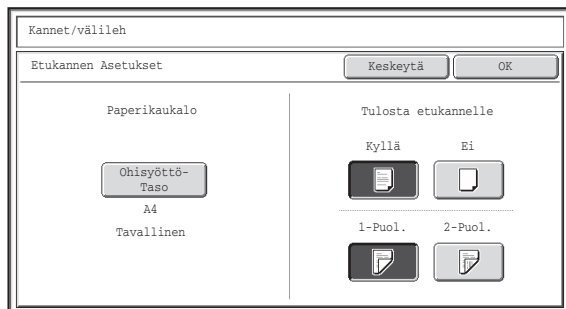 Kannet/välileh
Etukannen Asetukset
Keskeytä
OK
Paperikaukalo
Tulosta etukannelle
Kyllä
Ei
Ohisyöttö-
Taso
A4
Tavallinen
1-Puol.
2-Puol.